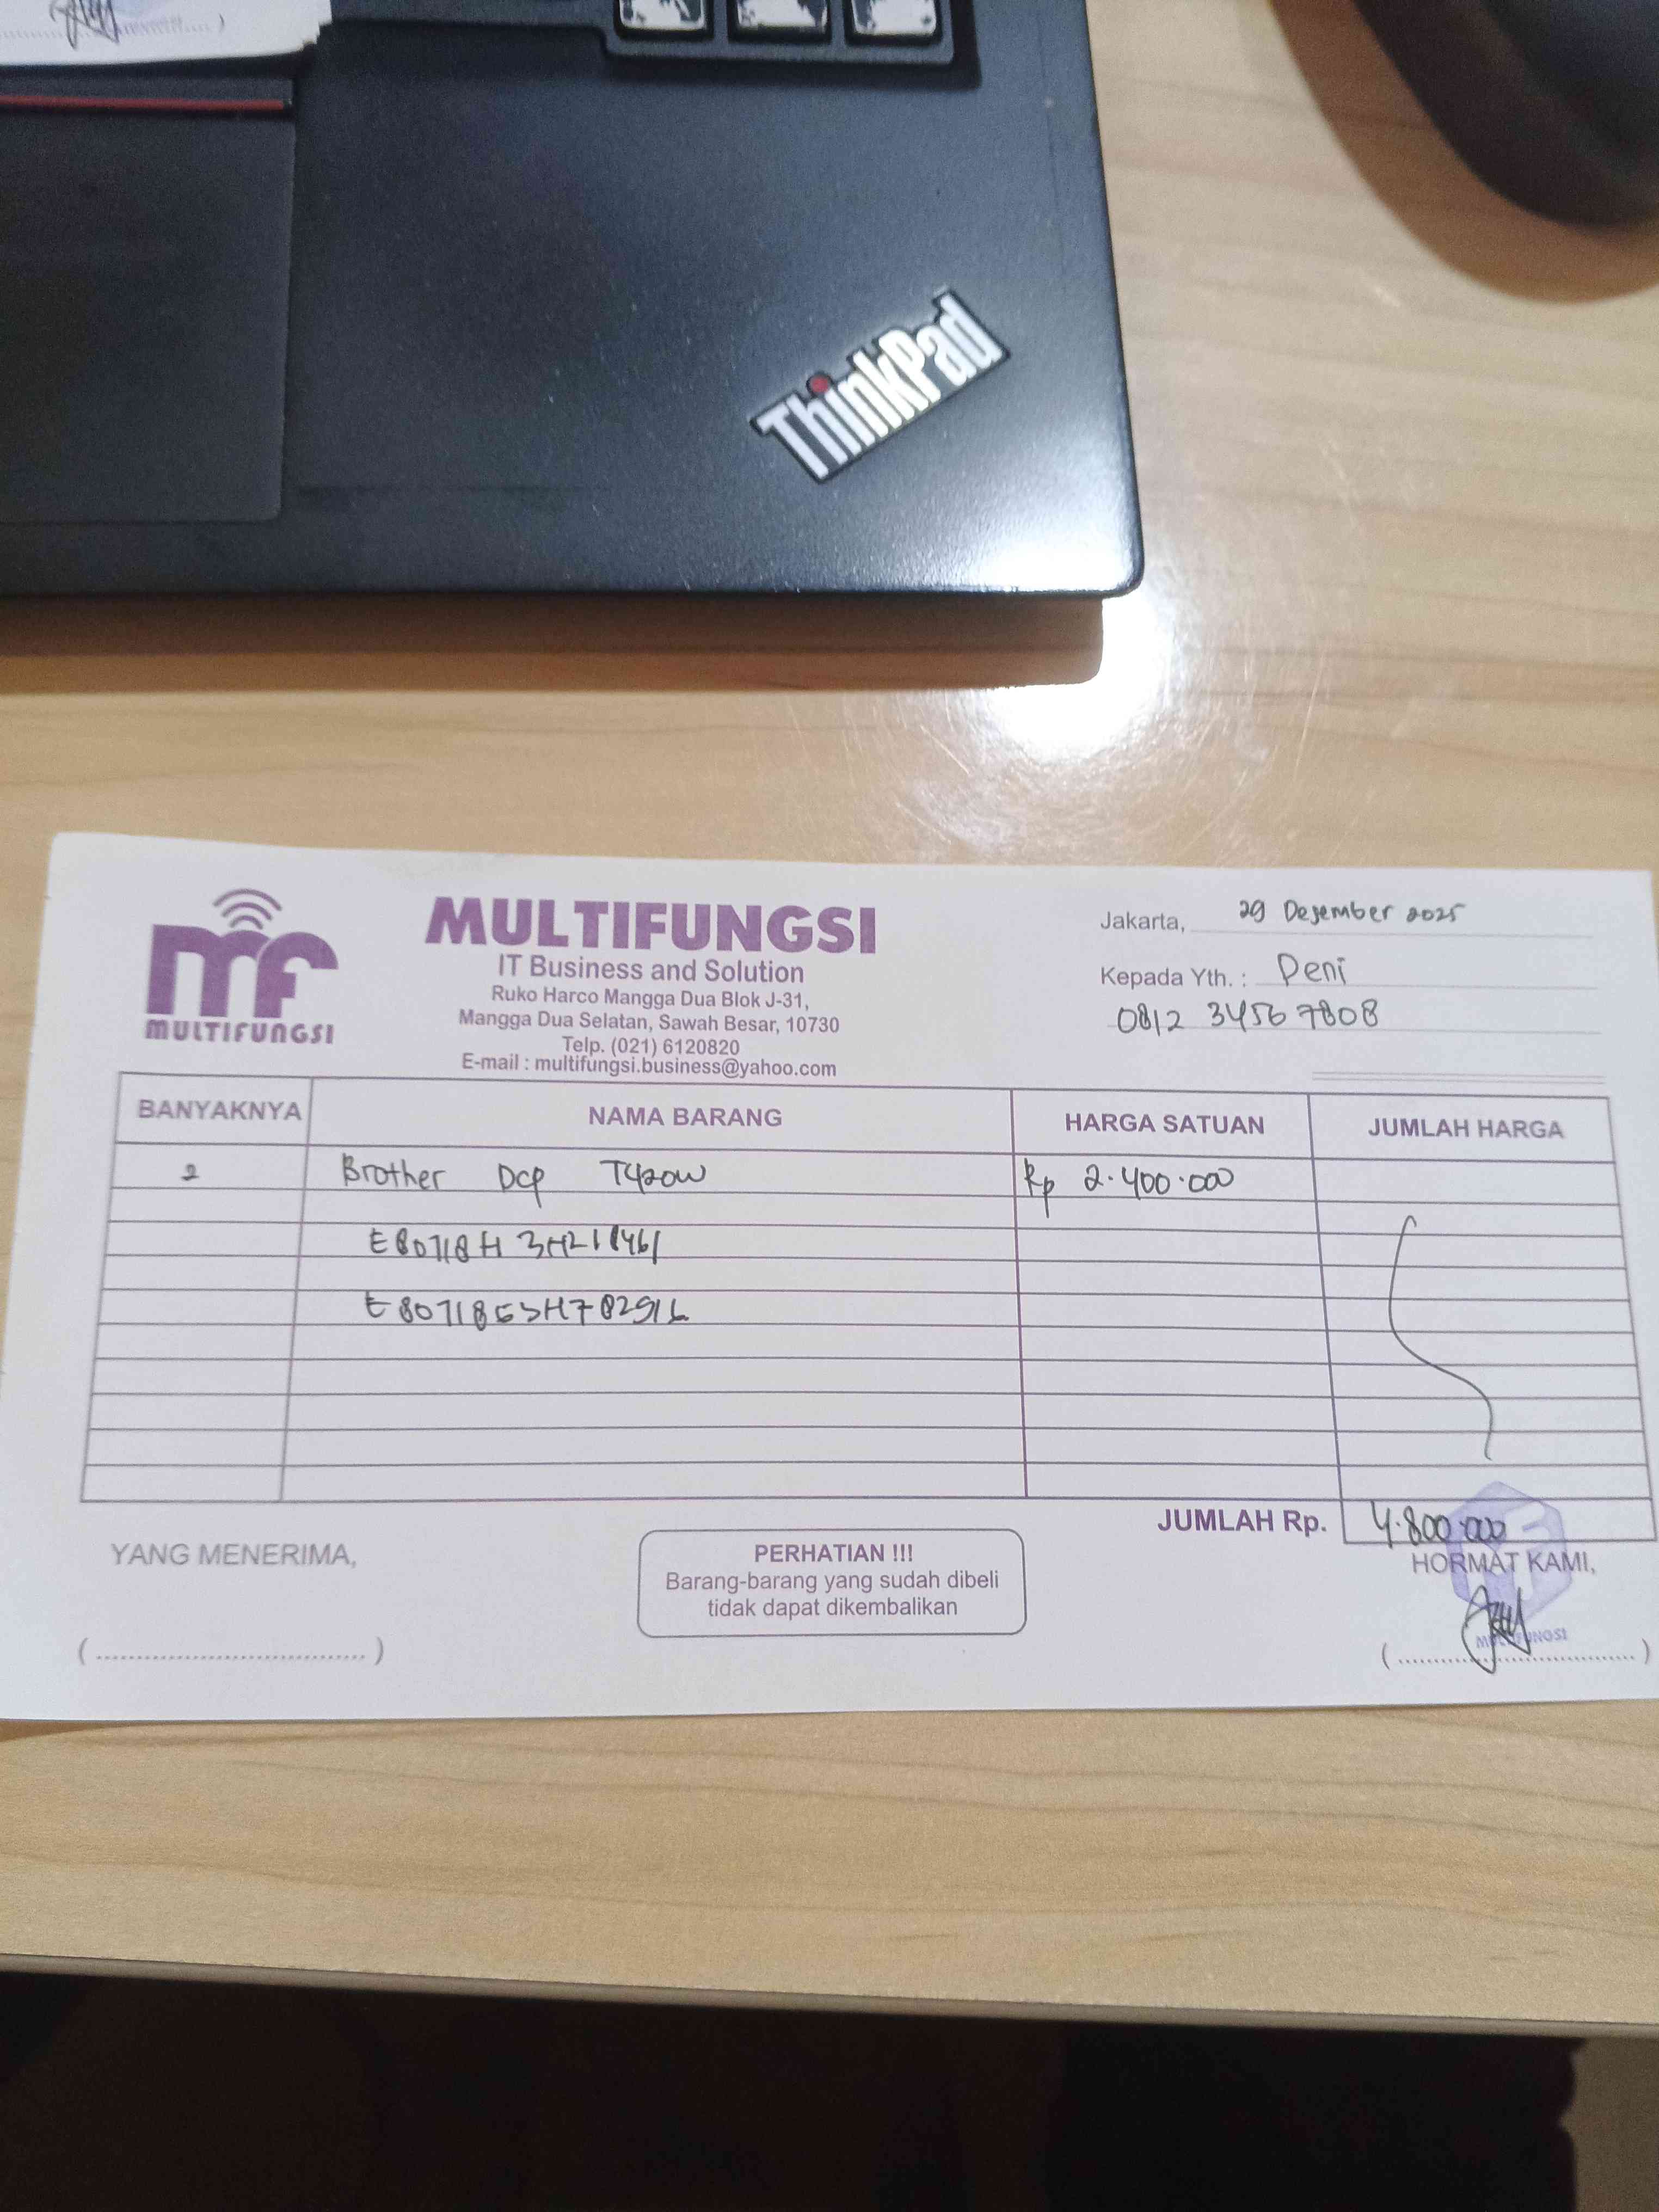 ThinkPad
MULTIFUNGSI
MULTIFUNGSI
IT Business and Solution
Ruko Harco Mangga Dua Blok J-31,
Mangga Dua Selatan, Sawah Besar, 10730
Telp. (021) 6120820
E-mail : multifungsi.business@yahoo.com
Jakarta, 29 Desember 2025
Kepada Yth. : Deni
0812 3456 7808
BANYAKNYA NAMA BARANG HARGA SATUAN JUMLAH HARGA
2 Brother Dcp T420W Rp 2.400.000
JUMLAH Rp. 4.800.000
YANG MENERIMA,
PERHATIAN !!!
Barang-barang yang sudah dibeli
tidak dapat dikembalikan
HORMAT KAMI,
MULTIFUNGSI